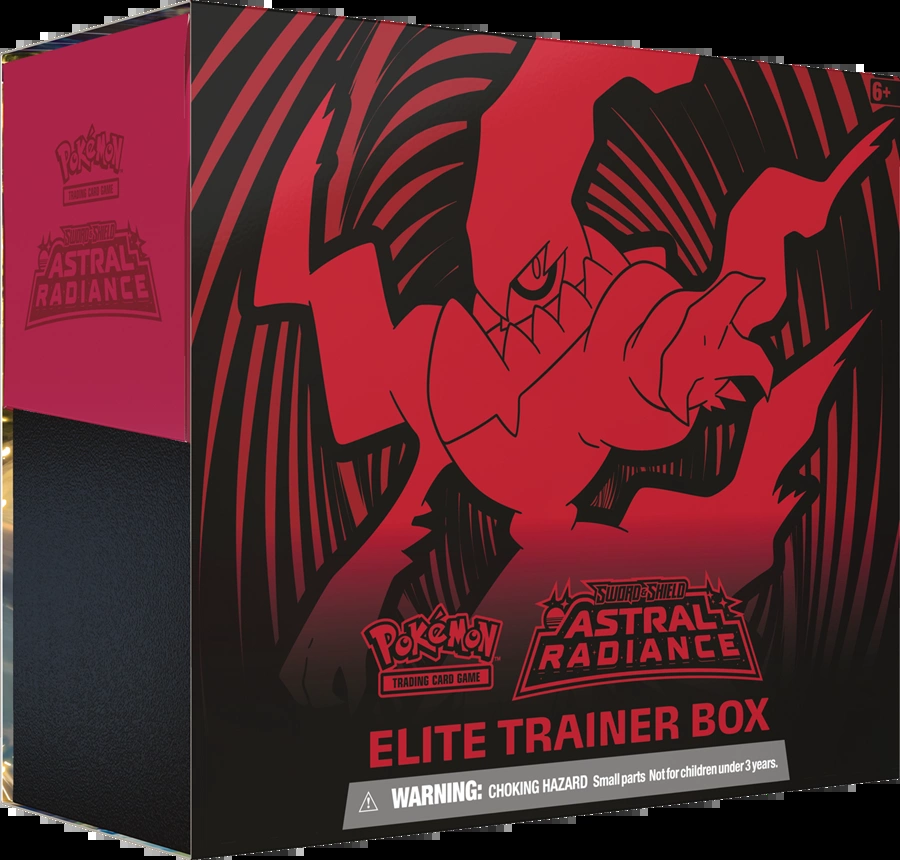 Pokémon
TRADING CARD GAME
SWORD & SHIELD
ASTRAL
RADIANCE
6+
Pokémon™
TRADING CARD GAME
SWORD & SHIELD
ASTRAL
RADIANCE
ELITE TRAINER BOX
WARNING: CHOKING HAZARD Small parts Not for children under 3 years.